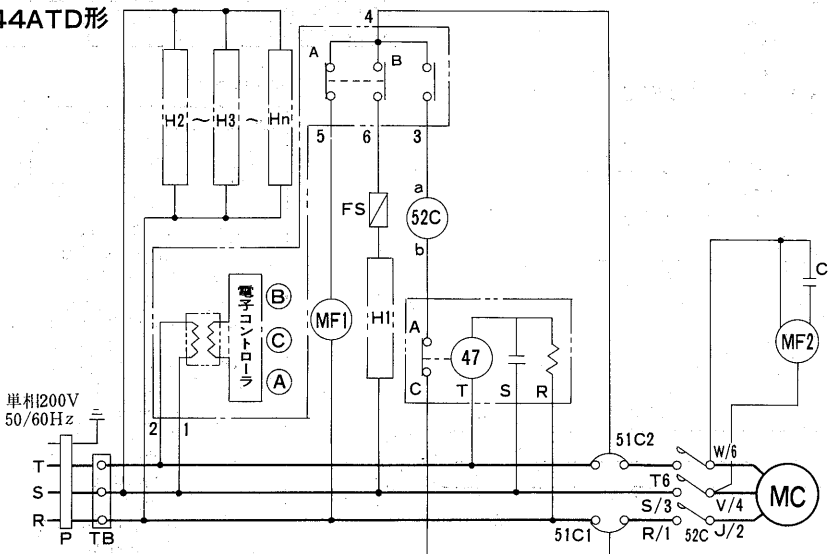 44ATD形
4
A
B
H2 ~ H3 ~ Hn
5 6 3
a
FS
52C
b
電子コントローラ
B
C
A
MF1
H1
A
47
C
T S R
C
MF2
単相200V
50/60Hz
2 1
51C2
W/6
T
T6
S
S/3
V/4
MC
R
51C1
R/1
52C
J/2
P TB